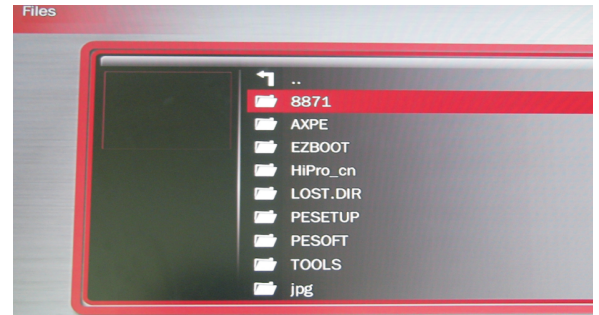 Files
..
8871
AXPE
EZBOOT
HiPro_cn
LOST.DIR
PESETUP
PESOFT
TOOLS
jpg